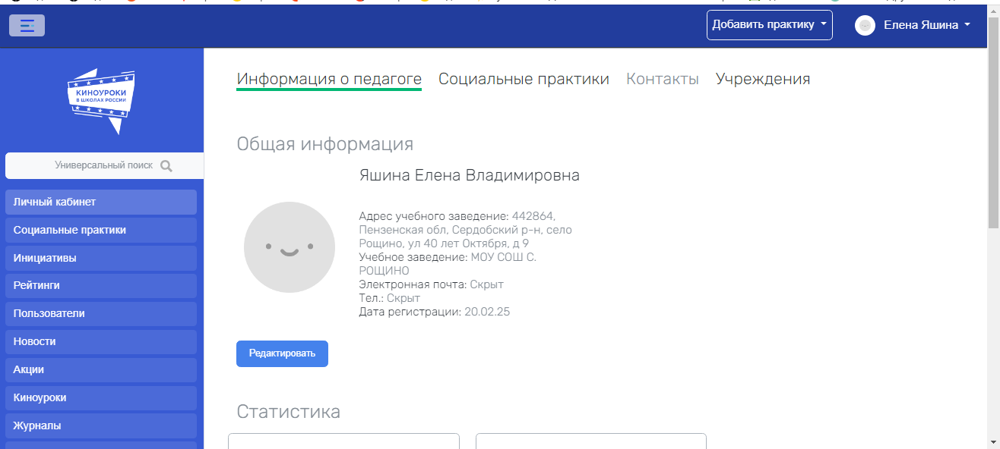 Добавить практику
Елена Яшина
КИНОУРОКИ
В ШКОЛАХ РОССИИ
Универсальный поиск
Личный кабинет
Социальные практики
Инициативы
Рейтинги
Пользователи
Новости
Акции
Киноуроки
Журналы
Информация о педагоге Социальные практики Контакты Учреждения
Общая информация
Яшина Елена Владимировна
Адрес учебного заведение: 442864,
Пензенская обл, Сердобский р-н, село
Рощино, ул 40 лет Октября, д 9
Учебное заведение: МОУ СОШ С.
РОЩИНО
Электронная почта: Скрыт
Тел.: Скрыт
Дата регистрации: 20.02.25
Редактировать
Статистика